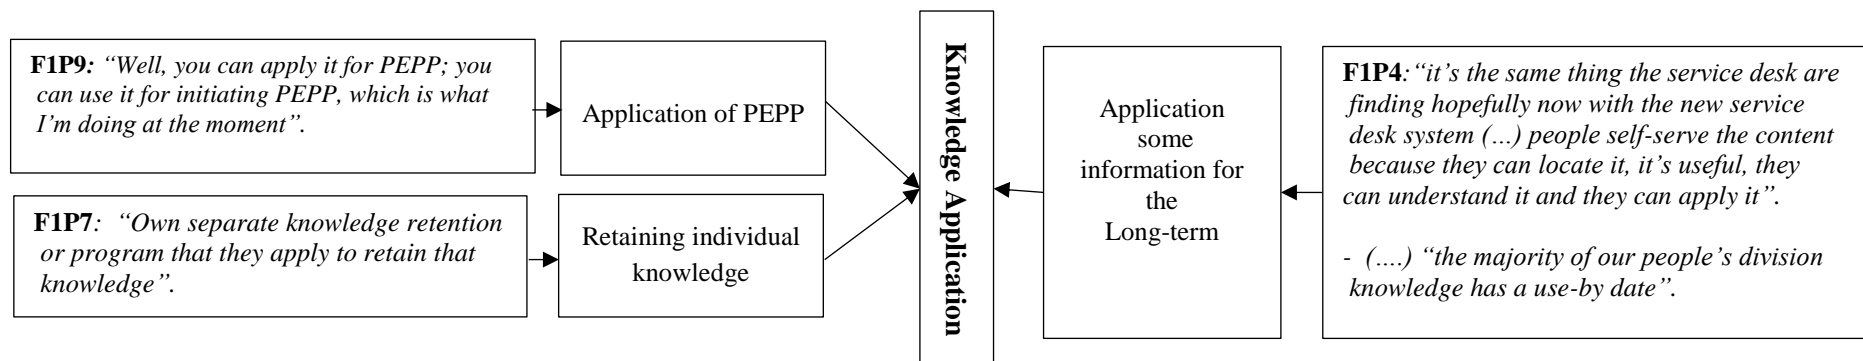 F1P9: “Well, you can apply it for PEPP; you
can use it for initiating PEPP, which is what
I’m doing at the moment”.
Application of PEPP
F1P7: “Own separate knowledge retention
or program that they apply to retain that
knowledge”.
Retaining individual
knowledge
Knowledge Application
Application
some
information for
the
Long-term
F1P4:“it’s the same thing the service desk are
finding hopefully now with the new service
desk system (…) people self-serve the content
because they can locate it, it’s useful, they
can understand it and they can apply it”.
- (….) “the majority of our people’s division
knowledge has a use-by date”.